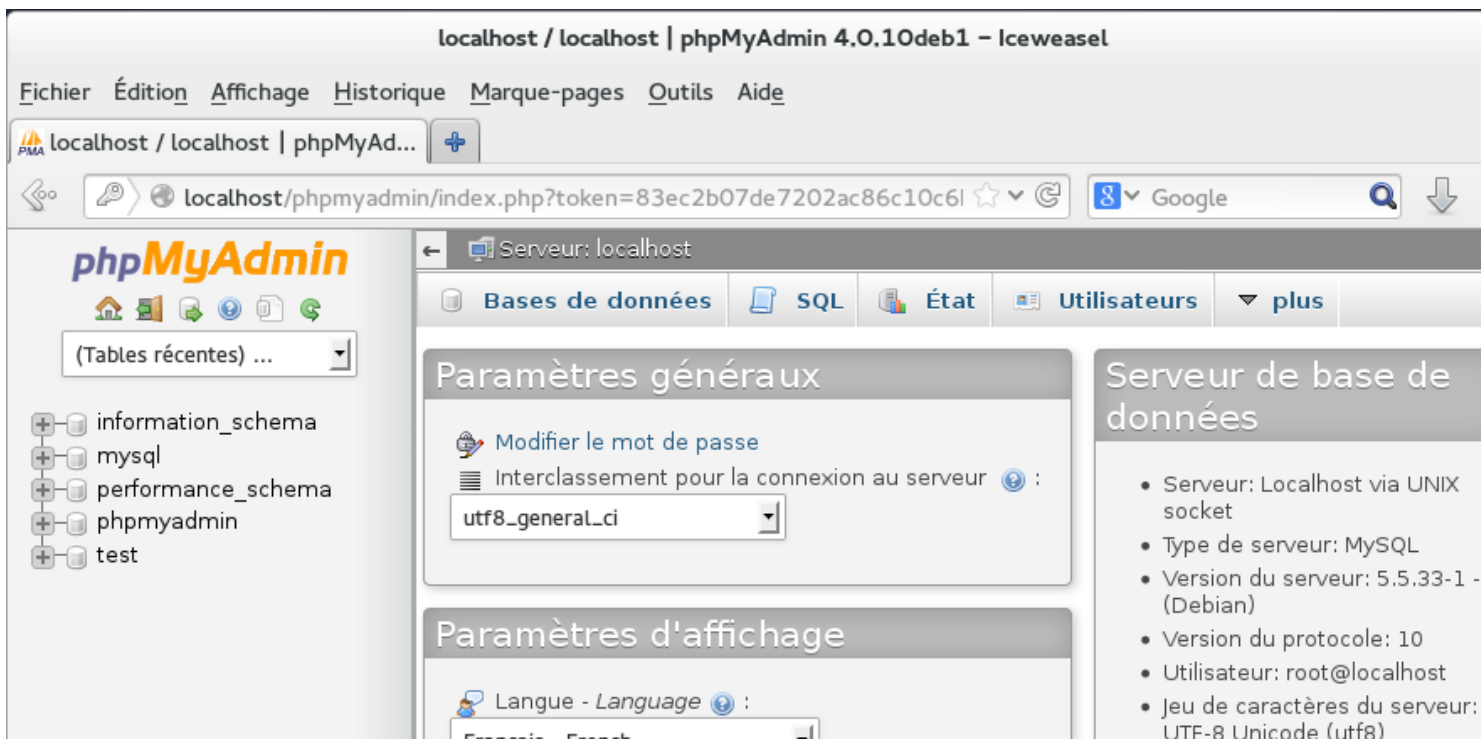 localhost / localhost | phpMyAdmin 4.0.10deb1 – Iceweasel
Fichier Édition Affichage Historique Marque-pages Outils Aide
PMA localhost / localhost | phpMyAd...
localhost/phpmyadmin/index.php?token=83ec2b07de7202ac86c10c6
8 Google
phpMyAdmin
(Tables récentes) ...
information_schema
mysql
performance_schema
phpmyadmin
test
← Serveur: localhost
Bases de données SQL État Utilisateurs plus
Paramètres généraux
Modifier le mot de passe
Interclassement pour la connexion au serveur :
utf8_general_ci
Paramètres d'affichage
Langue - Language :
Français - French
Serveur de base de
données
• Serveur: Localhost via UNIX
socket
• Type de serveur: MySQL
• Version du serveur: 5.5.33-1 -
(Debian)
• Version du protocole: 10
• Utilisateur: root@localhost
• Jeu de caractères du serveur:
UTF-8 Unicode (utf8)